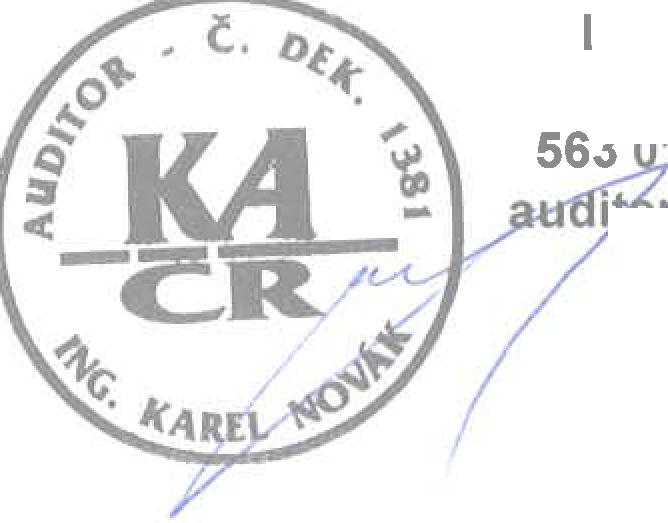 AUDITOR - Č. DEK. 1381
KA
ČR
ING. KAREL NOVÁK